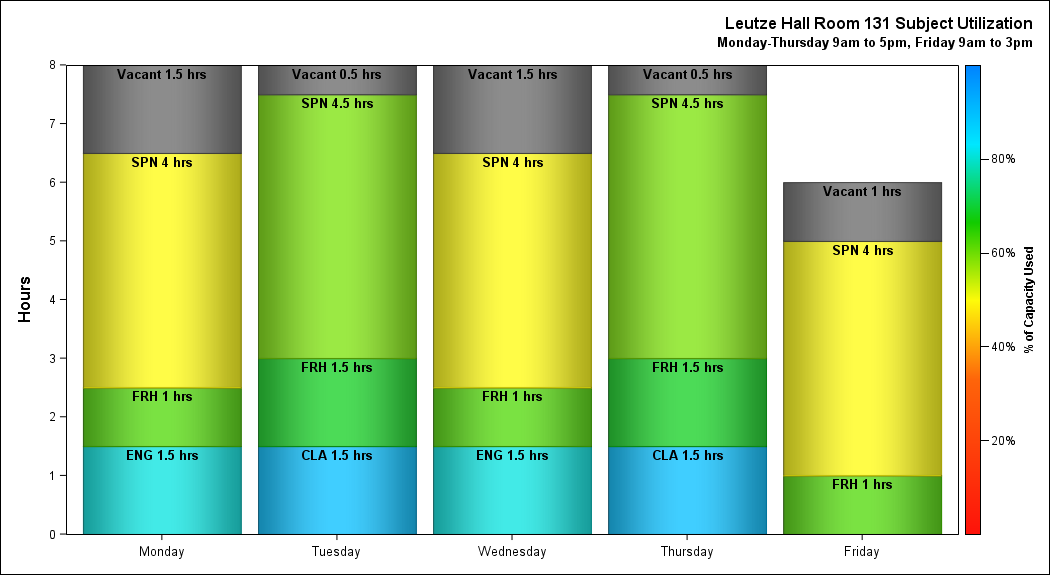 Leutze Hall Room 131 Subject Utilization
Monday-Thursday 9am to 5pm, Friday 9am to 3pm
Hours
8
7
6
5
4
3
2
1
0
Vacant 1.5 hrs
SPN 4 hrs
FRH 1 hrs
ENG 1.5 hrs
Vacant 0.5 hrs
SPN 4.5 hrs
FRH 1.5 hrs
CLA 1.5 hrs
Vacant 1.5 hrs
SPN 4 hrs
FRH 1 hrs
ENG 1.5 hrs
Vacant 0.5 hrs
SPN 4.5 hrs
FRH 1.5 hrs
CLA 1.5 hrs
Vacant 1 hrs
SPN 4 hrs
FRH 1 hrs
Monday
Tuesday
Wednesday
Thursday
Friday
80%
60%
40%
20%
% of Capacity Used